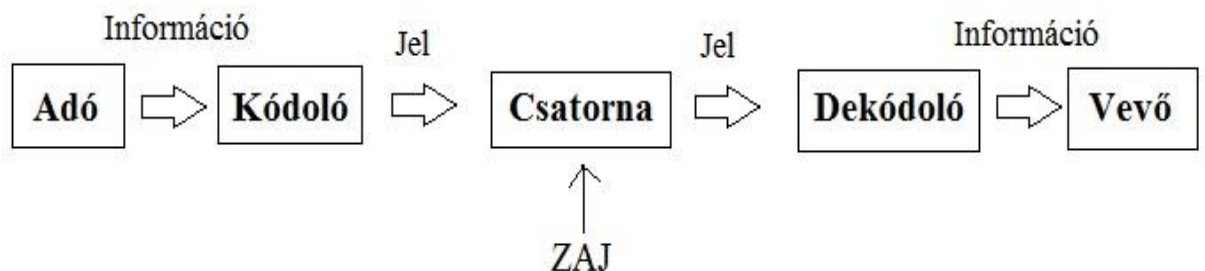 Információ
Jel
Jel
Információ
Adó
Kódoló
Csatorna
Dekódoló
Vevő
ZAJ